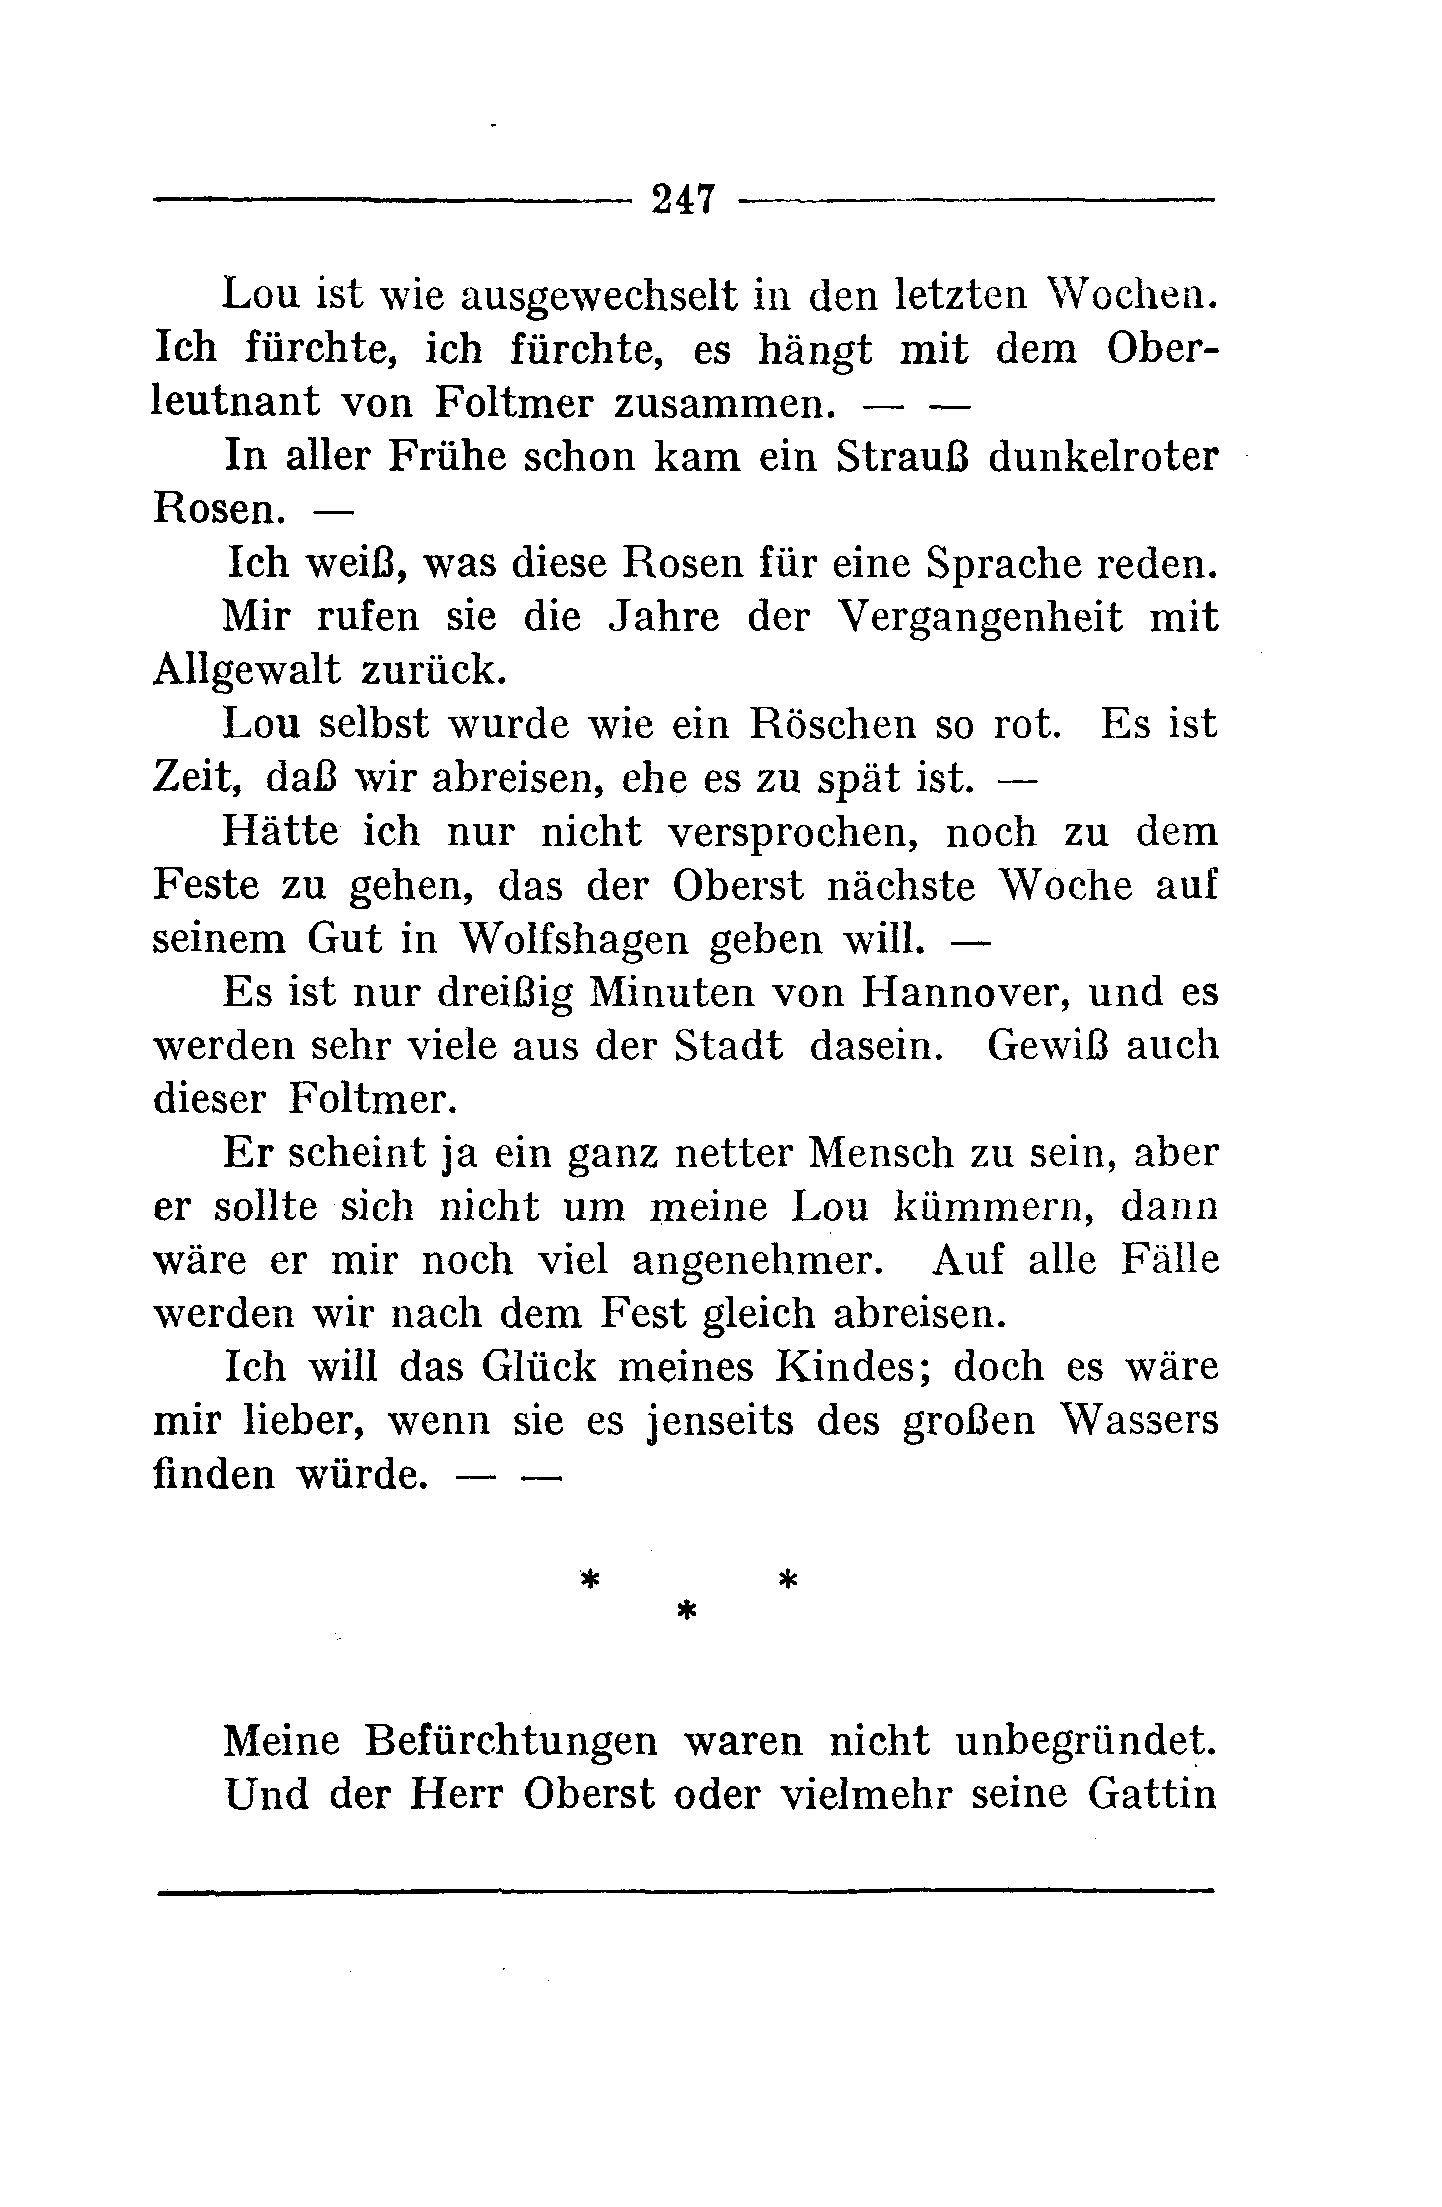 247
Lou ist wie ausgewechselt in den letzten Wochen.
Ich fürchte, ich fürchte, es hängt mit dem Ober-
leutnant von Foltmer zusammen. — —
In aller Frühe schon kam ein Strauß dunkelroter
Rosen. —
Ich weiß, was diese Rosen für eine Sprache reden.
Mir rufen sie die Jahre der Vergangenheit mit
Allgewalt zurück.
Lou selbst wurde wie ein Röschen so rot. Es ist
Zeit, daß wir abreisen, ehe es zu spät ist. —
Hätte ich nur nicht versprochen, noch zu dem
Feste zu gehen, das der Oberst nächste Woche auf
seinem Gut in Wolfshagen geben will. —
Es ist nur dreißig Minuten von Hannover, und es
werden sehr viele aus der Stadt dasein. Gewiß auch
dieser Foltmer.
Er scheint ja ein ganz netter Mensch zu sein, aber
er sollte sich nicht um meine Lou kümmern, dann
wäre er mir noch viel angenehmer. Auf alle Fälle
werden wir nach dem Fest gleich abreisen.
Ich will das Glück meines Kindes; doch es wäre
mir lieber, wenn sie es jenseits des großen Wassers
finden würde. — —
* *
*
Meine Befürchtungen waren nicht unbegründet.
Und der Herr Oberst oder vielmehr seine Gattin